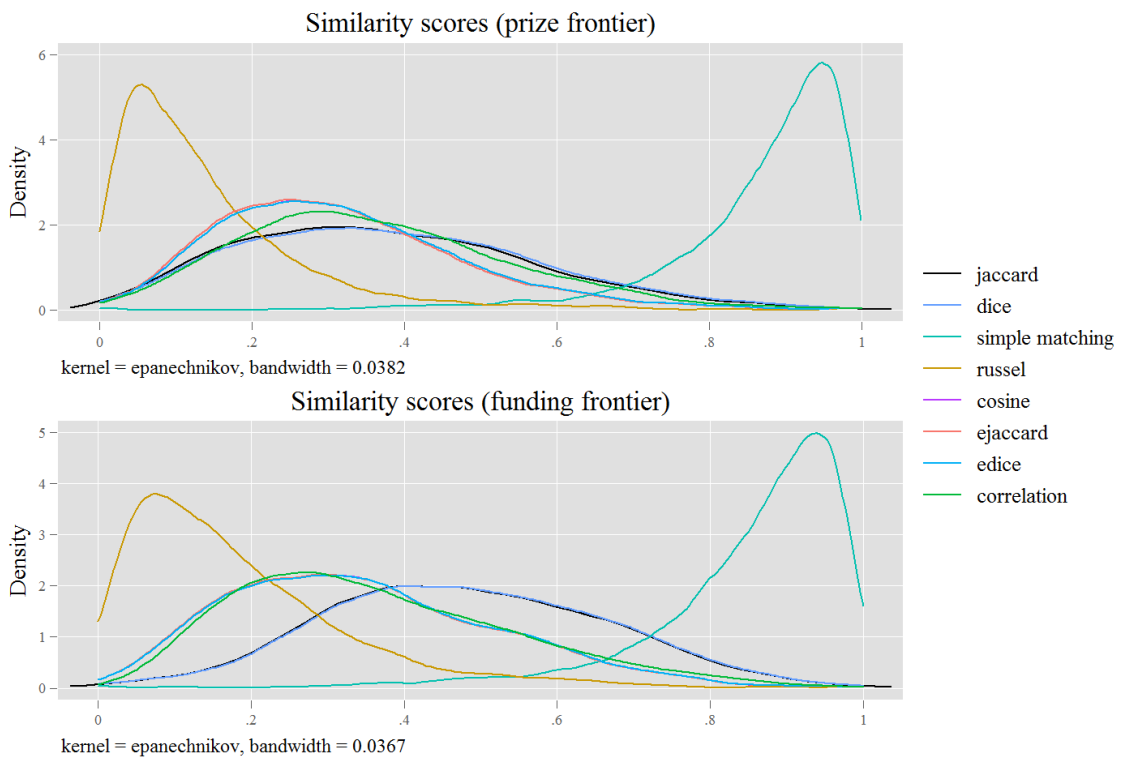 Similarity scores (prize frontier)
6
4
2
0
Density
0 .2 .4 .6 .8 1
kernel = epanechnikov, bandwidth = 0.0382
Similarity scores (funding frontier)
5
4
3
2
1
0
Density
0 .2 .4 .6 .8 1
kernel = epanechnikov, bandwidth = 0.0367
jaccard
dice
simple matching
russel
cosine
ejaccard
edice
correlation